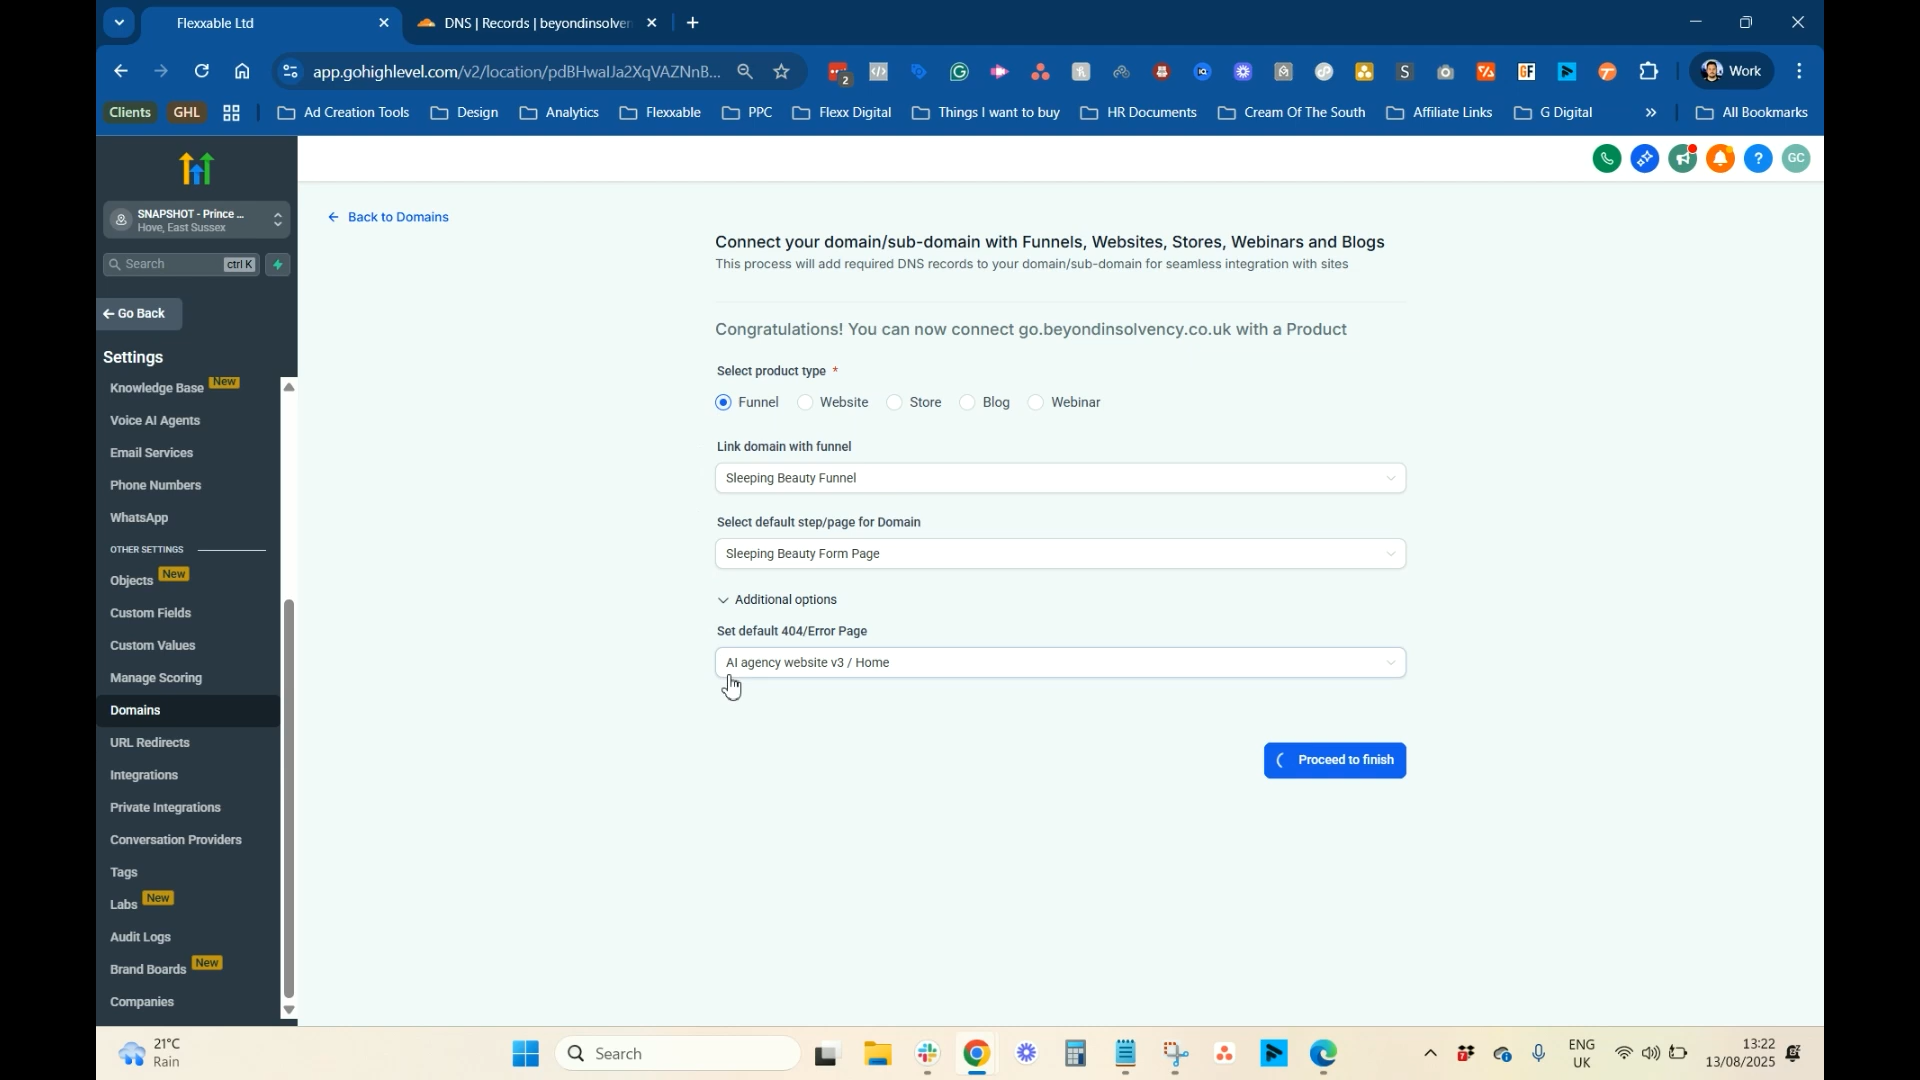 Flexxable Ltd
DNS | Records | beyondinsolven
app.gohighlevel.com/v2/location/pdBHwalJa2XqVAZNnB...
2
GF
S
Work
Clients
GHL
Ad Creation Tools
Design
Analytics
Flexxable
PPC
Flexx Digital
Things I want to buy
HR Documents
Cream Of The South
Affiliate Links
G Digital
All Bookmarks
SNAPSHOT - Prince ...
Hove, East Sussex
GC
Search
ctrl K
Go Back
Settings
Knowledge Base New
Voice AI Agents
Email Services
Phone Numbers
WhatsApp
OTHER SETTINGS
Objects New
Custom Fields
Custom Values
Manage Scoring
Domains
URL Redirects
Integrations
Private Integrations
Conversation Providers
Tags
Labs New
Audit Logs
Brand Boards New
Companies
Back to Domains
Connect your domain/sub-domain with Funnels, Websites, Stores, Webinars and Blogs
This process will add required DNS records to your domain/sub-domain for seamless integration with sites
Congratulations! You can now connect go.beyondinsolvency.co.uk with a Product
Select product type *
Funnel Website Store Blog Webinar
Link domain with funnel
Sleeping Beauty Funnel
Select default step/page for Domain
Sleeping Beauty Form Page
Additional options
Set default 404/Error Page
AI agency website v3 / Home
Proceed to finish
21°C
Rain
Search
ENG
UK
13:22
13/08/2025